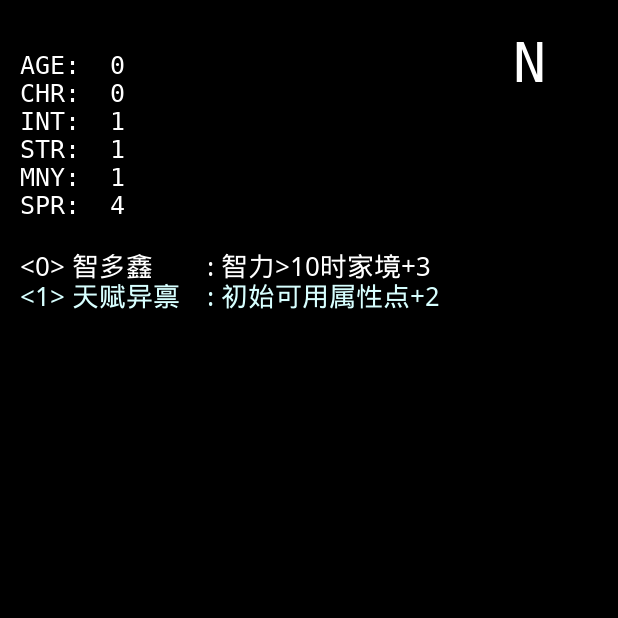 N
AGE: 0
CHR: 0
INT: 1
STR: 1
MNY: 1
SPR: 4
<0> 智多鑫 : 智力>10时家境+3
<1> 天赋异禀 : 初始可用属性点+2